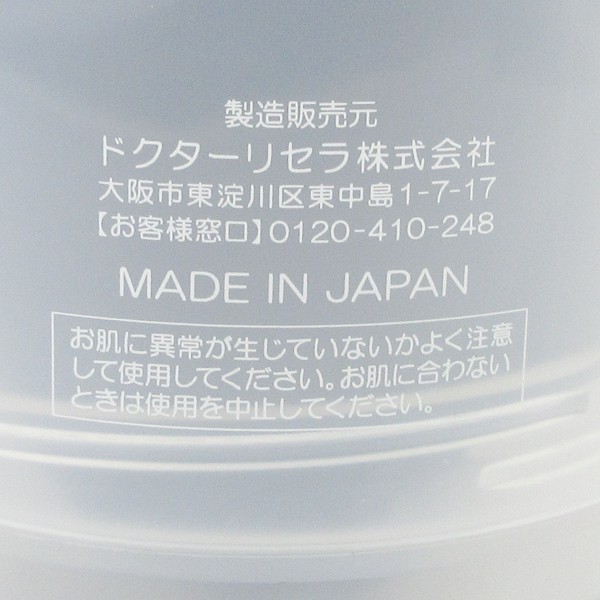 製造販売元
ドクターリセラ株式会社
大阪市東淀川区東中島1-7-17
【お客様窓口】0120-410-248
MADE IN JAPAN
お肌に異常が生じていないかよく注意
して使用してください。お肌に合わない
ときは使用を中止してください。